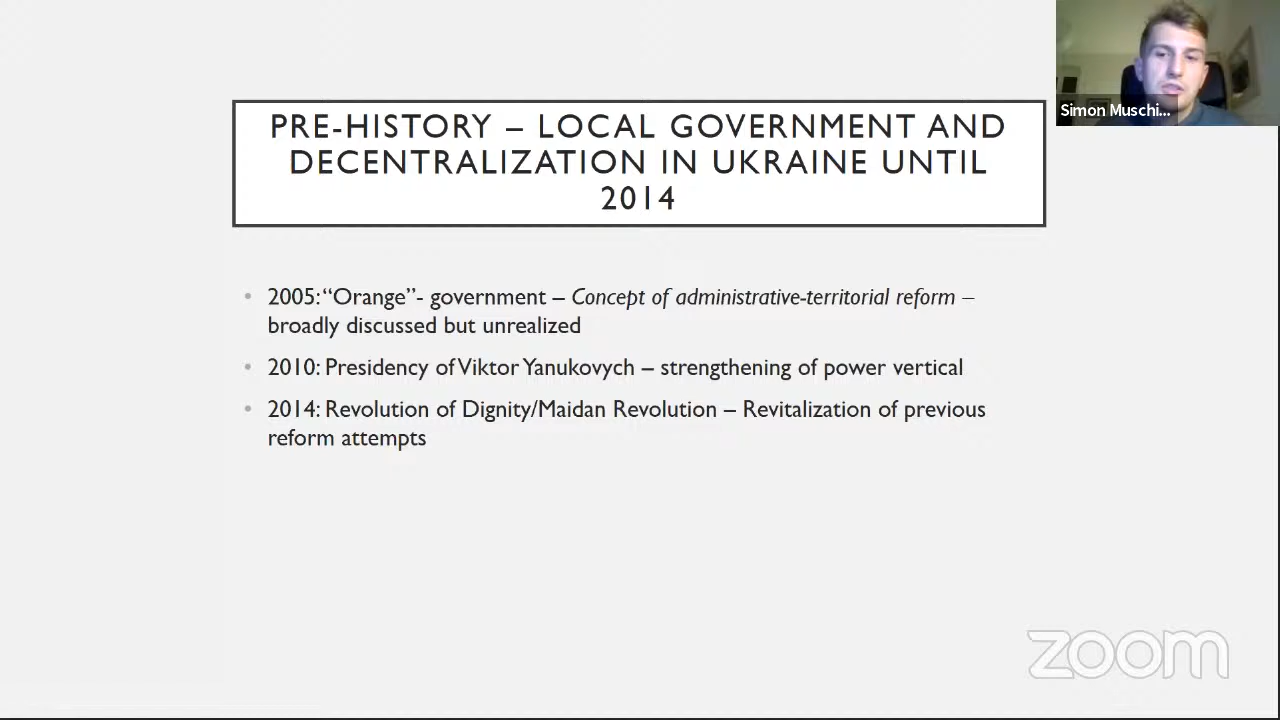 Simon Muschi...
PRE-HISTORY – LOCAL GOVERNMENT AND
DECENTRALIZATION IN UKRAINE UNTIL
2014
• 2005: “Orange”- government – Concept of administrative-territorial reform –
broadly discussed but unrealized
• 2010: Presidency of Viktor Yanukovych – strengthening of power vertical
• 2014: Revolution of Dignity/Maidan Revolution – Revitalization of previous
reform attempts
zoom